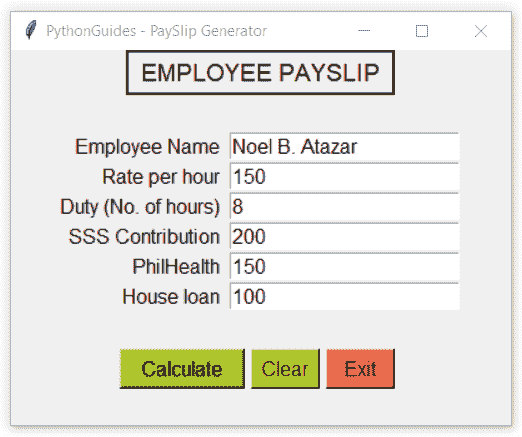 PythonGuides - PaySlip Generator
EMPLOYEE PAYSLIP
Employee Name Noel B. Atazar
Rate per hour 150
Duty (No. of hours) 8
SSS Contribution 200
PhilHealth 150
House loan 100
Calculate Clear Exit